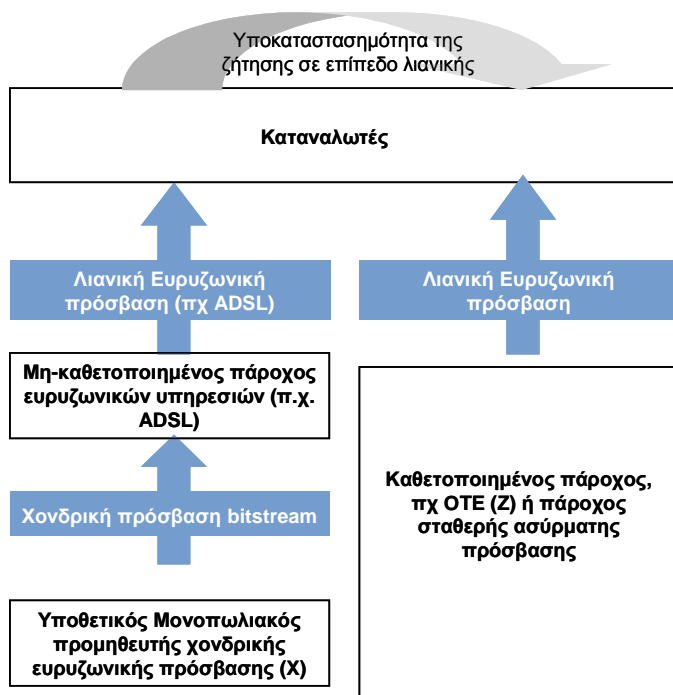 Υποκαταστασημότητα της
ζήτησης σε επίπεδο λιανικής
Καταναλωτές
Λιανική Ευρυζωνική
πρόσβαση (πχ ADSL)
Λιανική Ευρυζωνική
πρόσβαση
Μη-καθετοποιημένος πάροχος
ευρυζωνικών υπηρεσιών (π.χ.
ADSL)
Χονδρική πρόσβαση bitstream
Καθετοποιημένος πάροχος,
πχ ΟΤΕ (Ζ) ή πάροχος
σταθερής ασύρματης
πρόσβασης
Υποθετικός Μονοπωλιακός
προμηθευτής χονδρικής
ευρυζωνικής πρόσβασης (Χ)